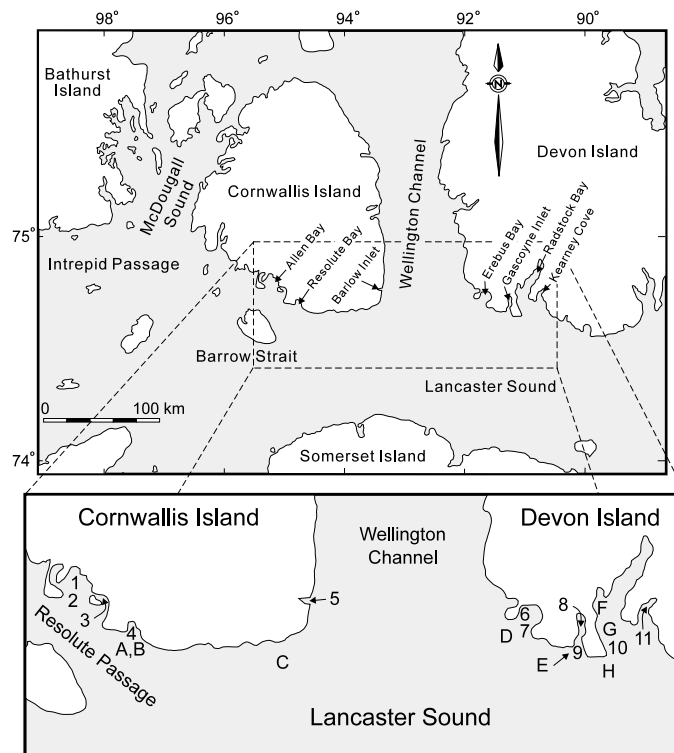 98°
96°
94°
92°
90°
Bathurst
Island
N
McDougall
Sound
Cornwallis Island
Wellington Channel
Devon Island
75°
Intrepid Passage
Allen Bay
Resolute Bay
Barlow Inlet
Erebus Bay
Gascoyne Inlet
Radstock Bay
Kearney Cove
Barrow Strait
Lancaster Sound
0 100 km
74°
Somerset Island
Cornwallis Island
Wellington
Channel
Devon Island
1
2
3
4
A,B
5
C
Resolute Passage
6
7
8
D
E
9
F
G
10
H
11
Lancaster Sound